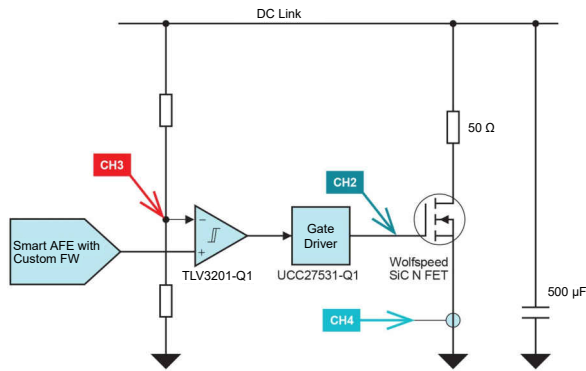 DC Link
50 Ω
CH3
CH2
−
+
Smart AFE with
Custom FW
Gate
Driver
TLV3201-Q1
UCC27531-Q1
Wolfspeed
SiC N FET
500 µF
CH4